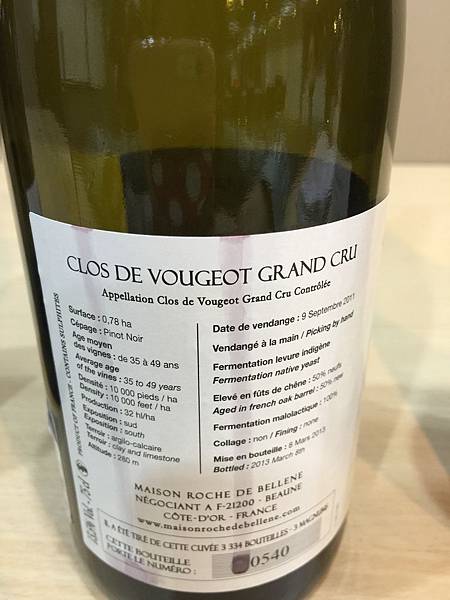 CLOS DE VOUGEOT GRAND CRU
Appellation Clos de Vougeot Grand Cru Contrôlée
Surface : 0,78 ha
Cépage : Pinot Noir
Age moyen
des vignes : de 35 à 49 ans
Average age
of the vines : 35 to 49 years
Densité : 10 000 pieds / ha
Density : 10 000 feet / ha
Production : 32 hl/ha
Exposition : sud
Exposition : south
Terroir : argilo-calcaire
Terroir : clay and limestone
Altitude : 260 m
Date de vendange : 9 Septembre 2011
Vendangé à la main / Picking by hand
Fermentation levure indigène
Fermentation native yeast
Elevé en fûts de chêne : 50% neufs
Aged in french oak barrel : 50% new
Fermentation malolactique : 100%
Collage : non / Fining : none
Mise en bouteille : 8 Mars 2013
Bottled : 2013 March 8th
PRODUCT OF FRANCE - CONTAINS SULPHITES
MAISON ROCHE DE BELLENE
NÉGOCIANT A F-21200 - BEAUNE
CÔTE-D'OR - FRANCE
www.maisonrochedebellene.com
IL A ÉTÉ TIRÉ DE CETTE CUVÉE 3 334 BOUTEILLES - 3 MAGNUMS
CETTE BOUTEILLE
PORTE LE NUMÉRO :
0540